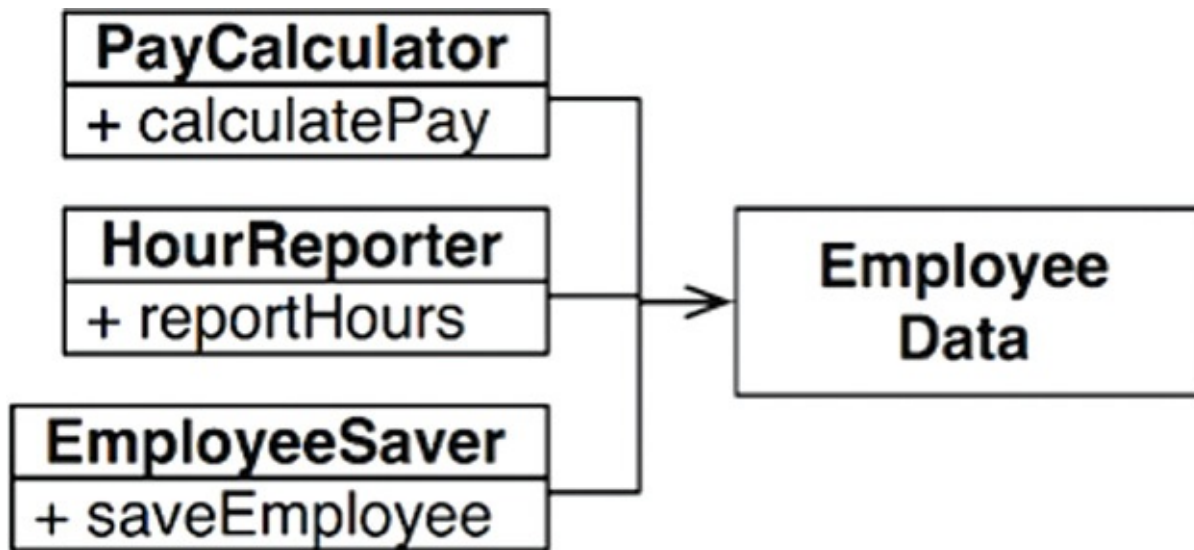 PayCalculator
+ calculatePay
HourReporter
+ reportHours
EmployeeSaver
+ saveEmployee
Employee
Data